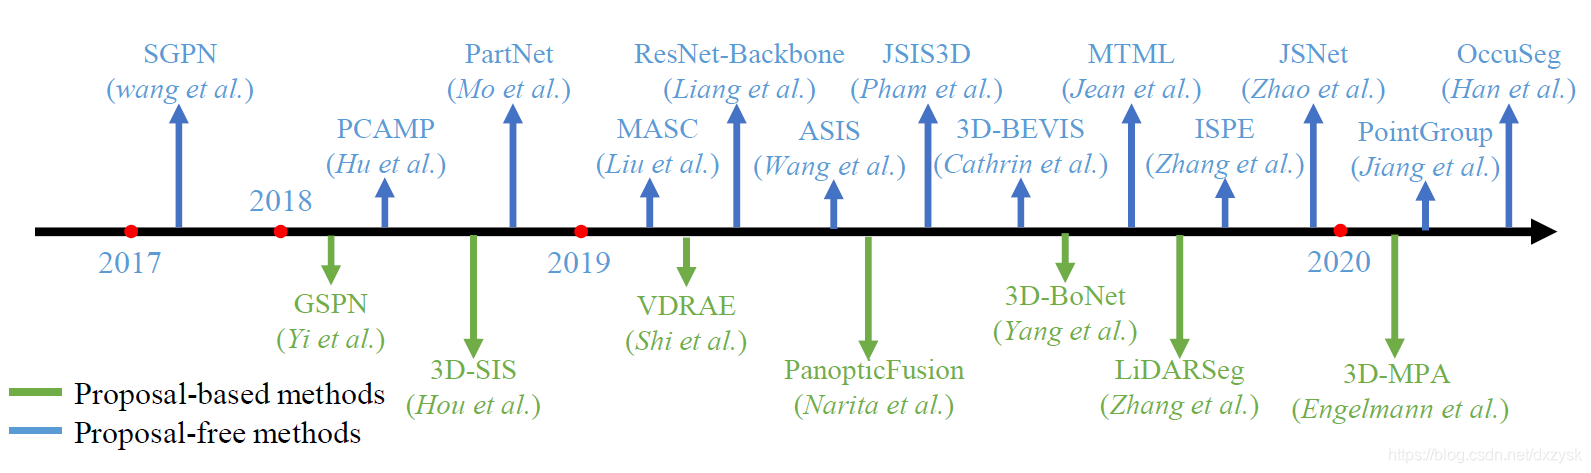 SGPN
(wang et al.)
PartNet
(Mo et al.)
ResNet-Backbone
(Liang et al.)
JSIS3D
(Pham et al.)
MTML
(Jean et al.)
JSNet
(Zhao et al.)
OccuSeg
(Han et al.)
PCAMP
(Hu et al.)
MASC
(Liu et al.)
ASIS
(Wang et al.)
3D-BEVIS
(Cathrin et al.)
ISPE
(Zhang et al.)
PointGroup
(Jiang et al.)
2017
2018
2019
2020
GSPN
(Yi et al.)
3D-SIS
(Hou et al.)
VDRAE
(Shi et al.)
PanopticFusion
(Narita et al.)
3D-BoNet
(Yang et al.)
LiDARSeg
(Zhang et al.)
3D-MPA
(Engelmann et al.)
Proposal-based methods
Proposal-free methods
https://blog.csdn.net/dxzysk